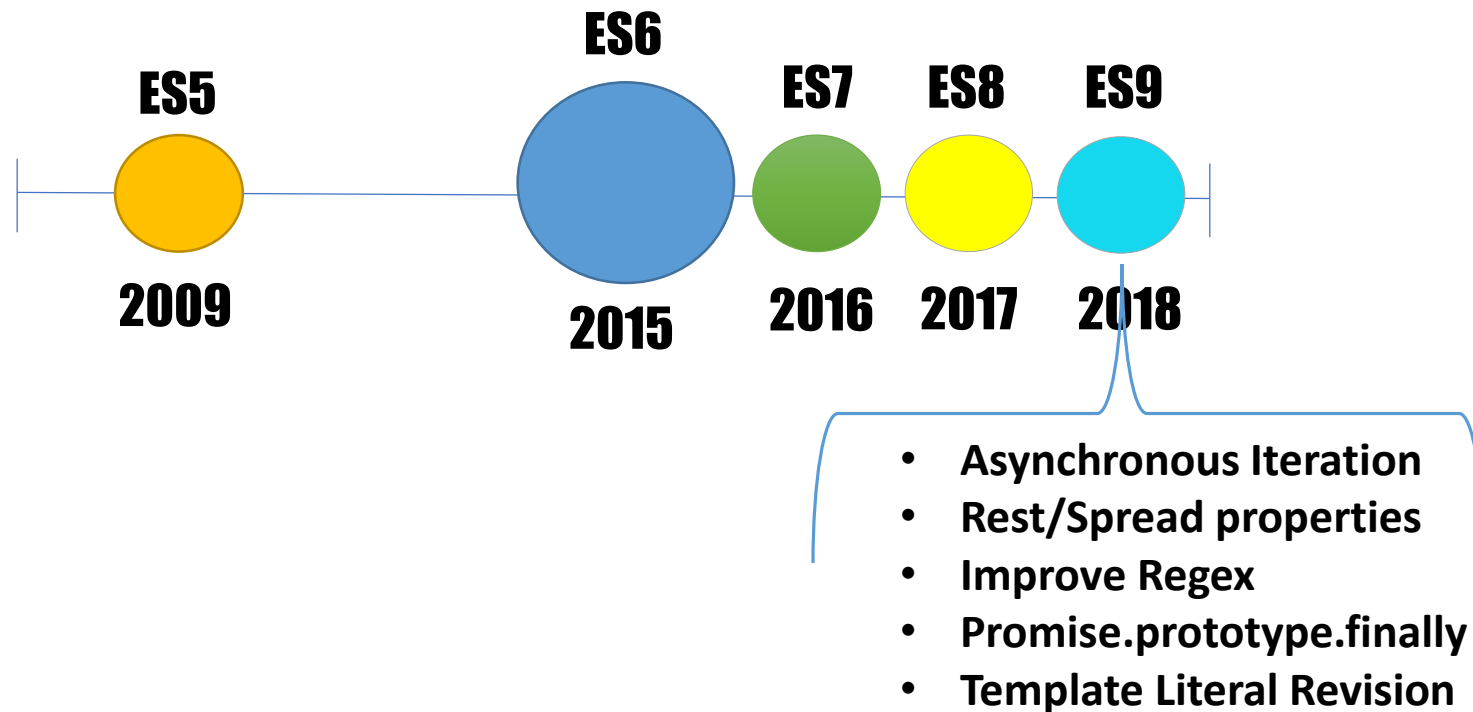 ES5
ES6
ES7
ES8
ES9
2009
2015
2016
2017
2018
• Asynchronous Iteration
• Rest/Spread properties
• Improve Regex
• Promise.prototype.finally
• Template Literal Revision